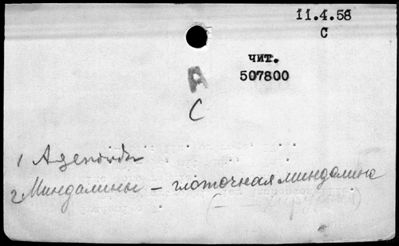 11.4.58
С
чит.
507800
А
С
1 Аденоиды
2 Миндалины – глоточная миндалина